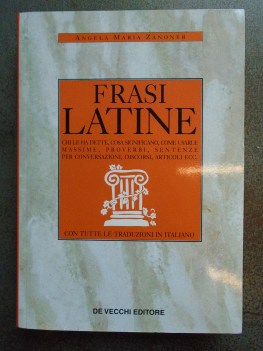 ANGELA MARIA ZANONER
FRASI
LATINE
CHI LE HA DETTE, COSA SIGNIFICANO, COME USARLE
MASSIME, PROVERBI, SENTENZE
PER CONVERSAZIONI, DISCORSI, ARTICOLI ECC.
CON TUTTE LE TRADUZIONI IN ITALIANO
DE VECCHI EDITORE